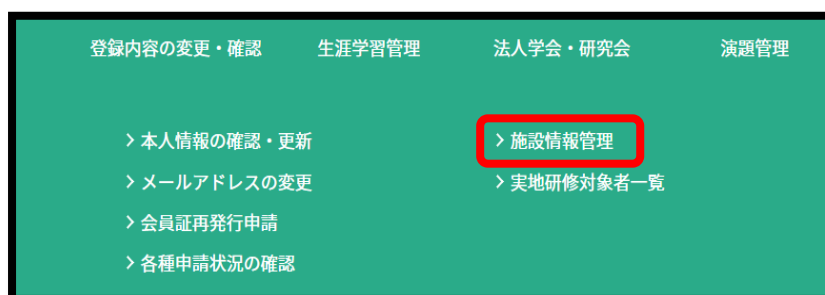 登録内容の変更・確認 生涯学習管理 法人学会・研究会 演題管理
> 本人情報の確認・更新 > 施設情報管理
> メールアドレスの変更 > 実地研修対象者一覧
> 会員証再発行申請
> 各種申請状況の確認